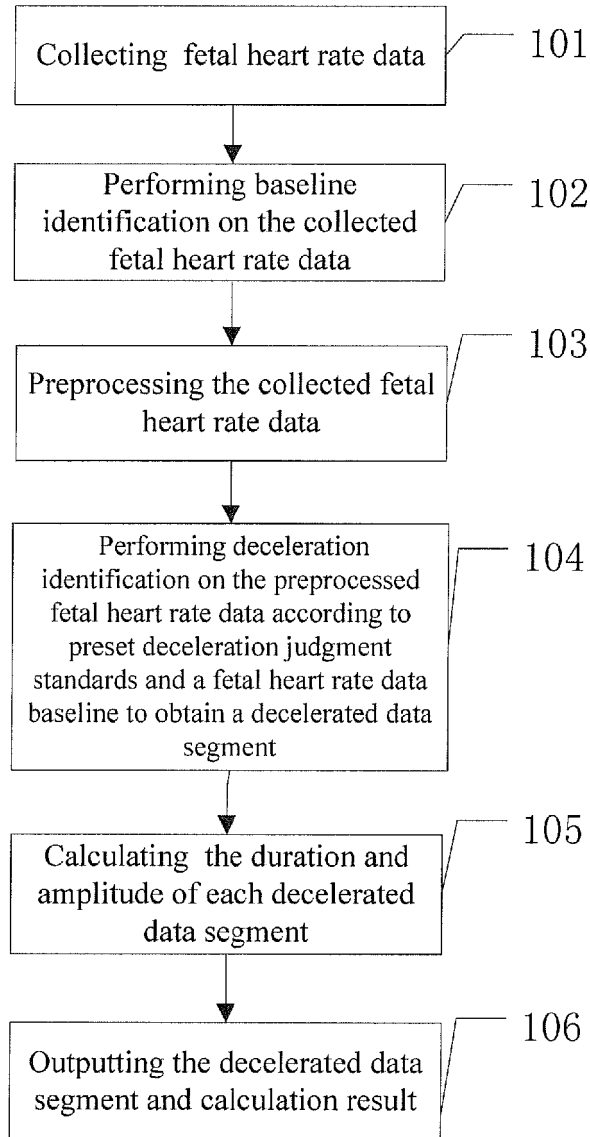 Collecting fetal heart rate data
101
Performing baseline
identification on the collected
fetal heart rate data
102
Preprocessing the collected fetal
heart rate data
103
Performing deceleration
identification on the preprocessed
fetal heart rate data according to
preset deceleration judgment
standards and a fetal heart rate data
baseline to obtain a decelerated data
segment
104
Calculating the duration and
amplitude of each decelerated
data segment
105
Outputting the decelerated data
segment and calculation result
106